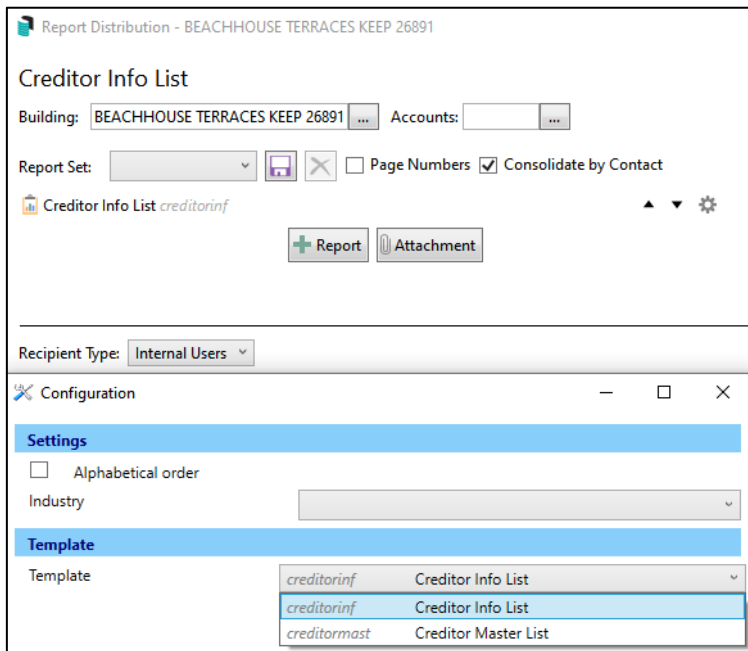 Report Distribution - BEACHHOUSE TERRACES KEEP 26891
Creditor Info List
Building: BEACHHOUSE TERRACES KEEP 26891 ... Accounts: ...
Report Set: Page Numbers Consolidate by Contact
Creditor Info List creditorinf
Report Attachment
Recipient Type: Internal Users
Configuration
Settings
Alphabetical order
Industry
Template
Template creditorinf Creditor Info List
creditorinf Creditor Info List
creditormast Creditor Master List